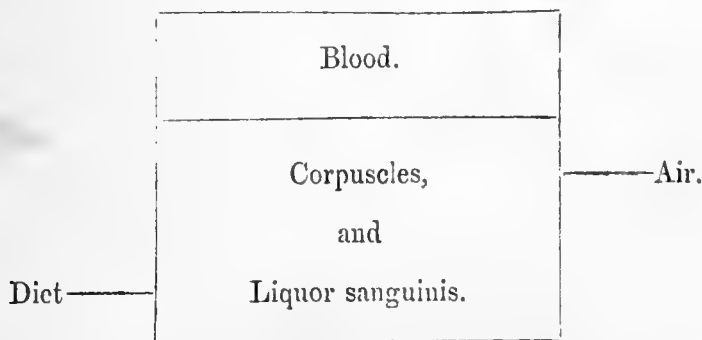 Blood.
Corpuscles,
Air.
and
Diet
Liquor sanguinis.